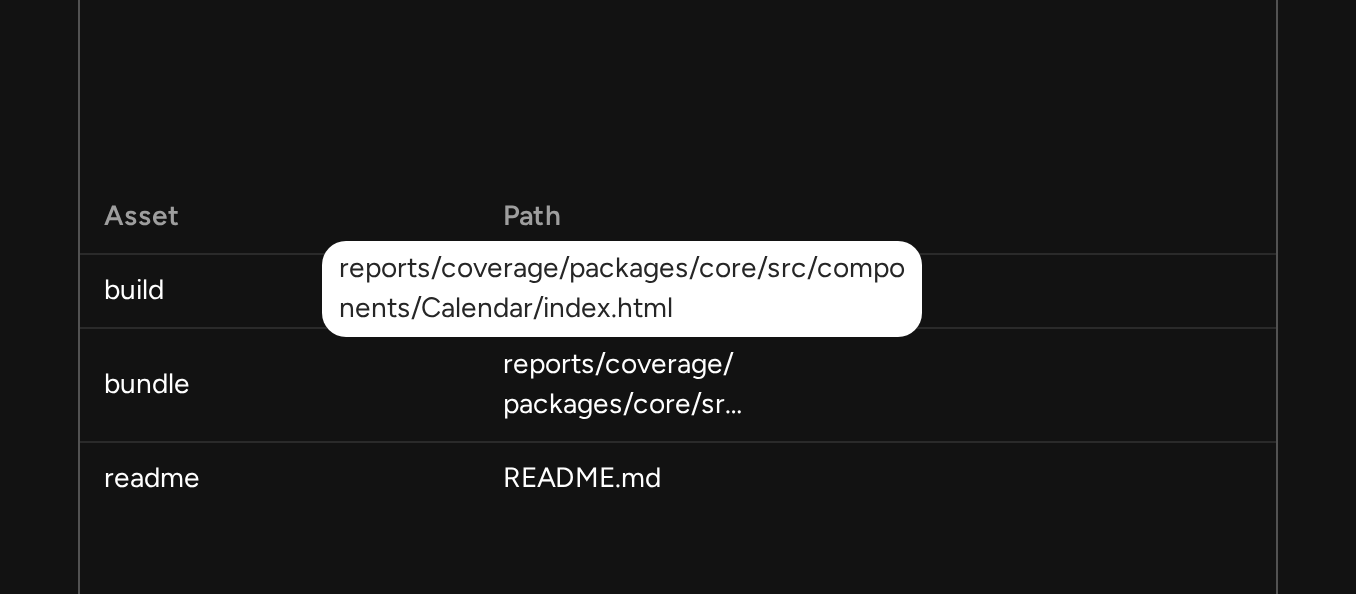 Asset Path
build
reports/coverage/packages/core/src/compo
nents/Calendar/index.html
bundle
reports/coverage/
packages/core/sr...
readme README.md